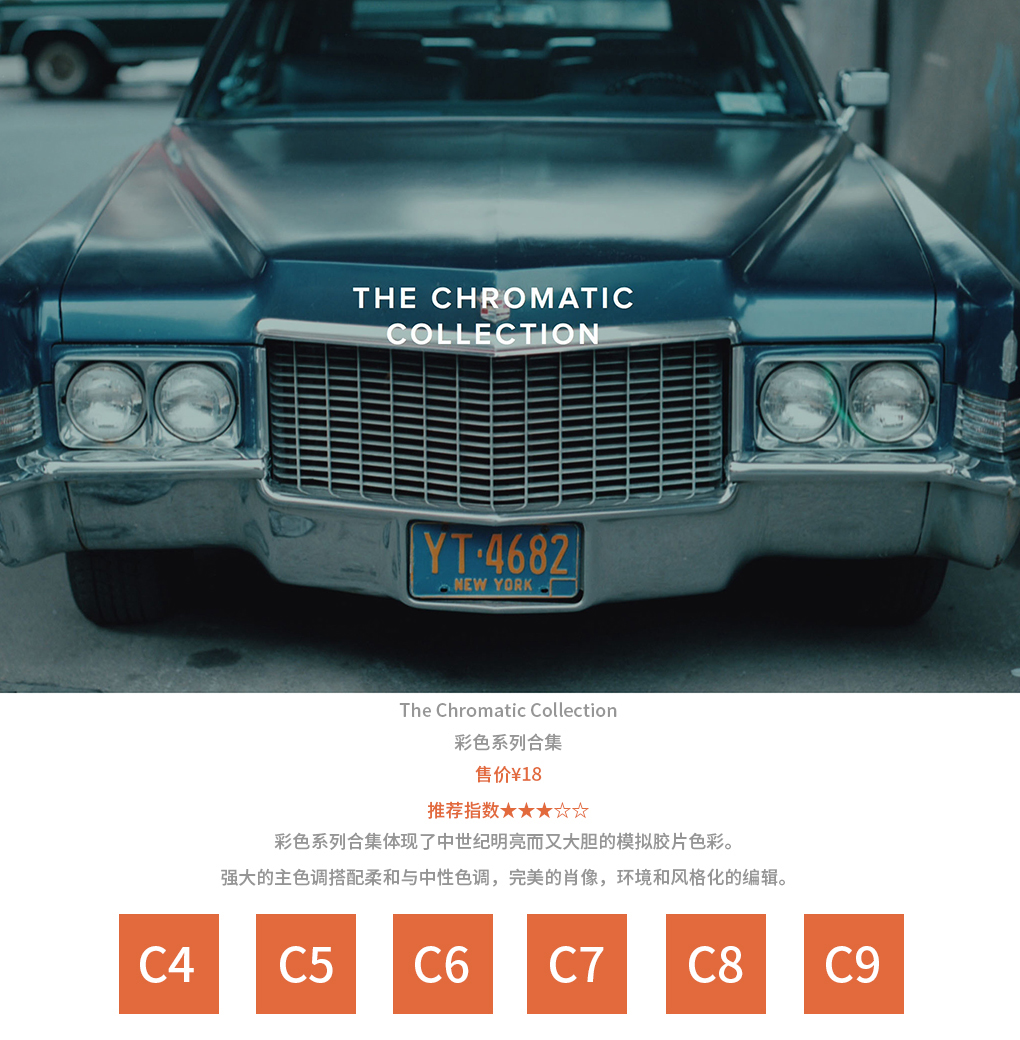 THE CHROMATIC
COLLECTION
YT·4682
NEW YORK
The Chromatic Collection
彩色系列合集
售价¥18
推荐指数★★★☆☆
彩色系列合集体现了中世纪明亮而又大胆的模拟胶片色彩。
强大的主色调搭配柔和与中性色调，完美的肖像，环境和风格化的编辑。
C4 C5 C6 C7 C8 C9